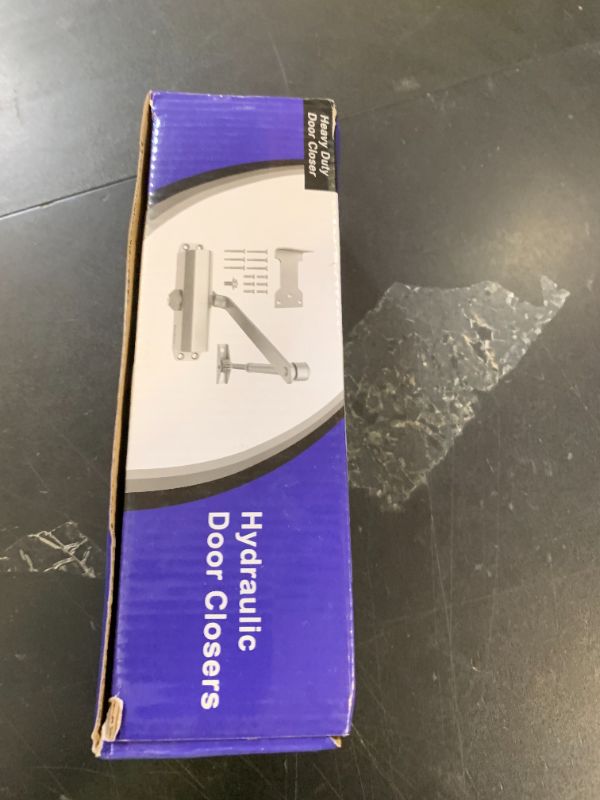 Heavy Duty
Door Closer
Hydraulic
Door Closers